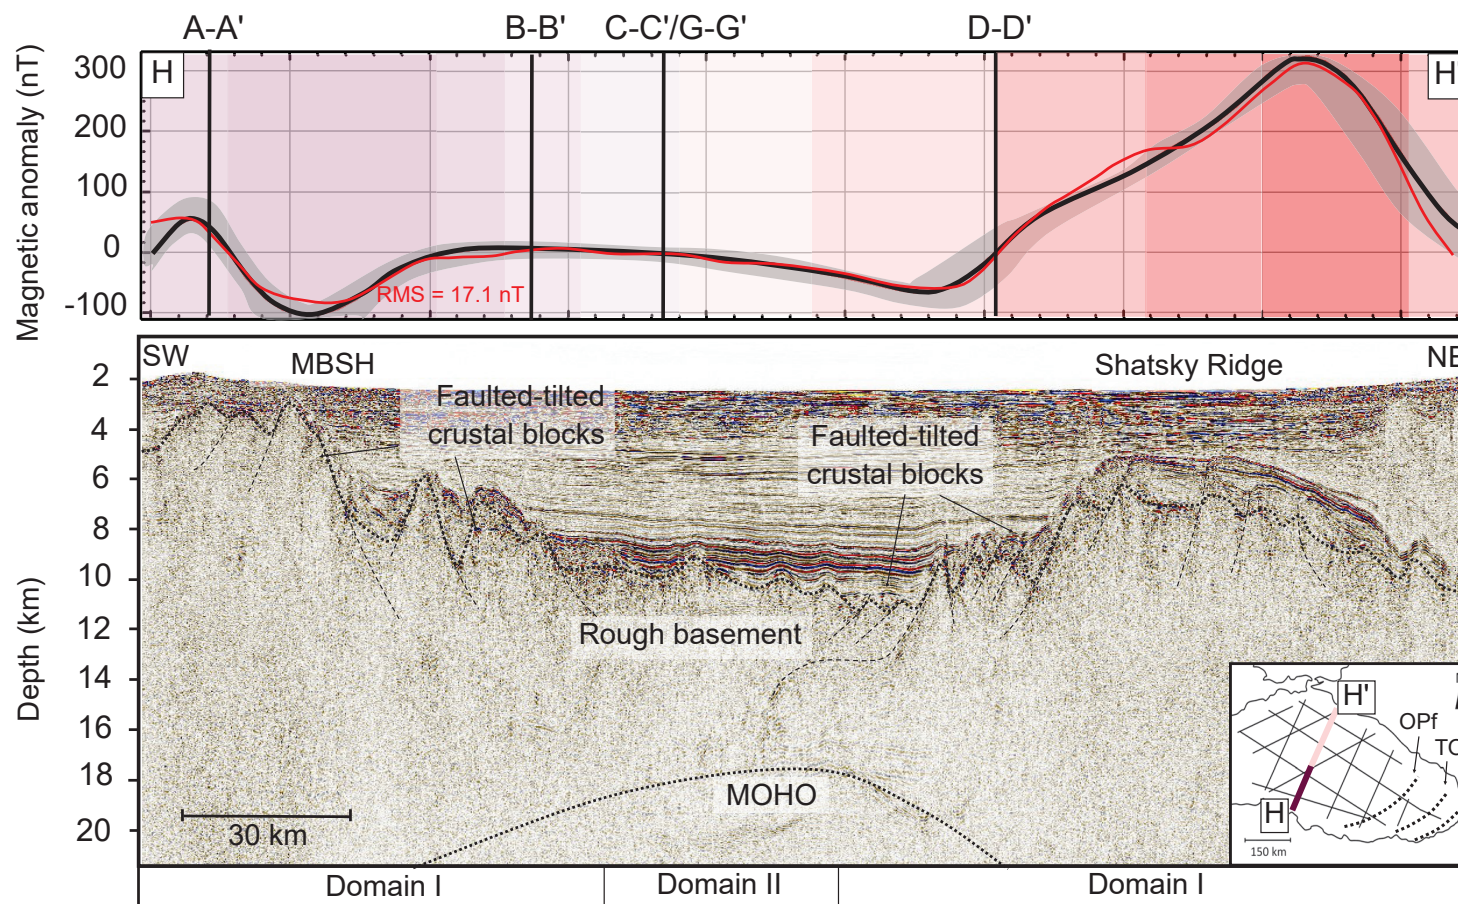 A-A'
B-B'
C-C'/G-G'
D-D'
Magnetic anomaly (nT)
300
200
100
0
-100
H
H'
RMS = 17.1 nT
SW
MBSH
Shatsky Ridge
NE
Faulted-tilted
crustal blocks
Faulted-tilted
crustal blocks
Rough basement
MOHO
30 km
Depth (km)
2
4
6
8
10
12
14
16
18
20
H'
OPf
H
150 km
Domain I
Domain II
Domain I